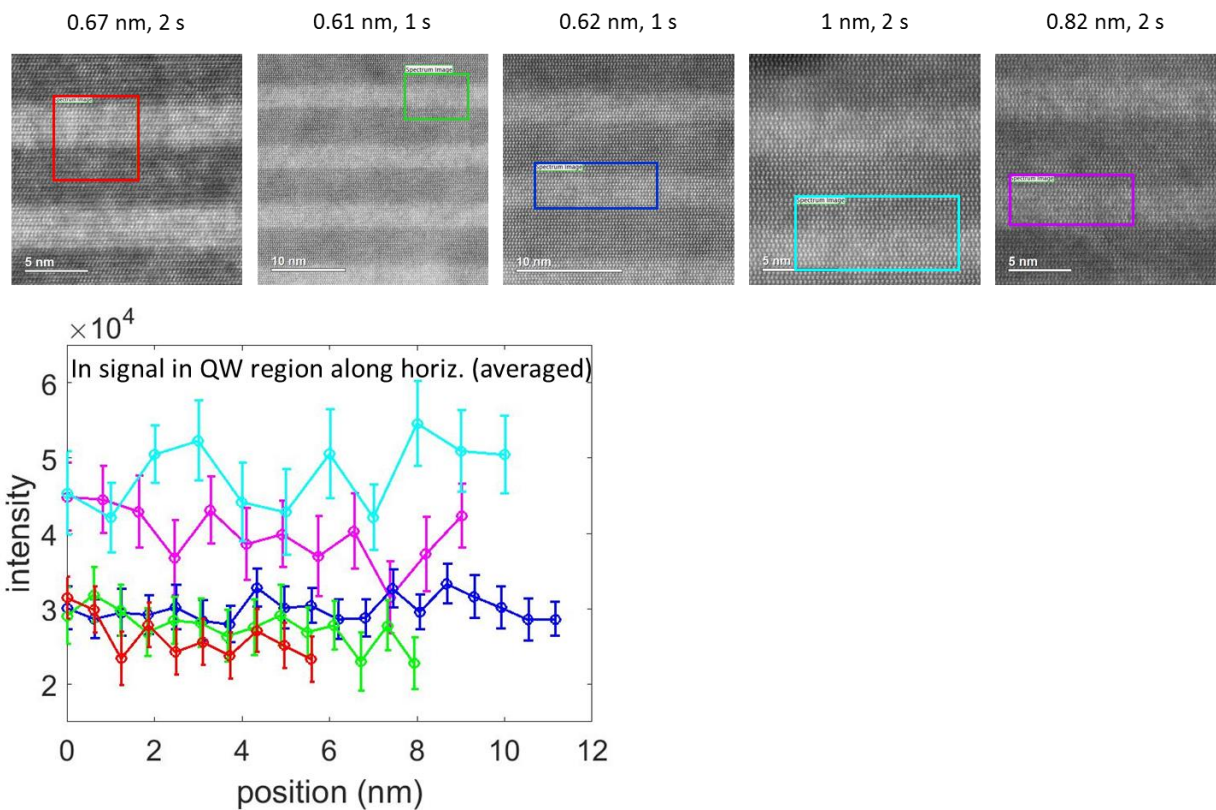 0.67 nm, 2 s
0.61 nm, 1 s
0.62 nm, 1 s
1 nm, 2 s
0.82 nm, 2 s
Spectrum Image
Spectrum Image
Spectrum Image
Spectrum Image
Spectrum Image
5 nm
10 nm
10 nm
5 nm
5 nm
×10⁴
In signal in QW region along horiz. (averaged)
6
5
4
3
2
intensity
0
2
4
6
8
10
12
position (nm)